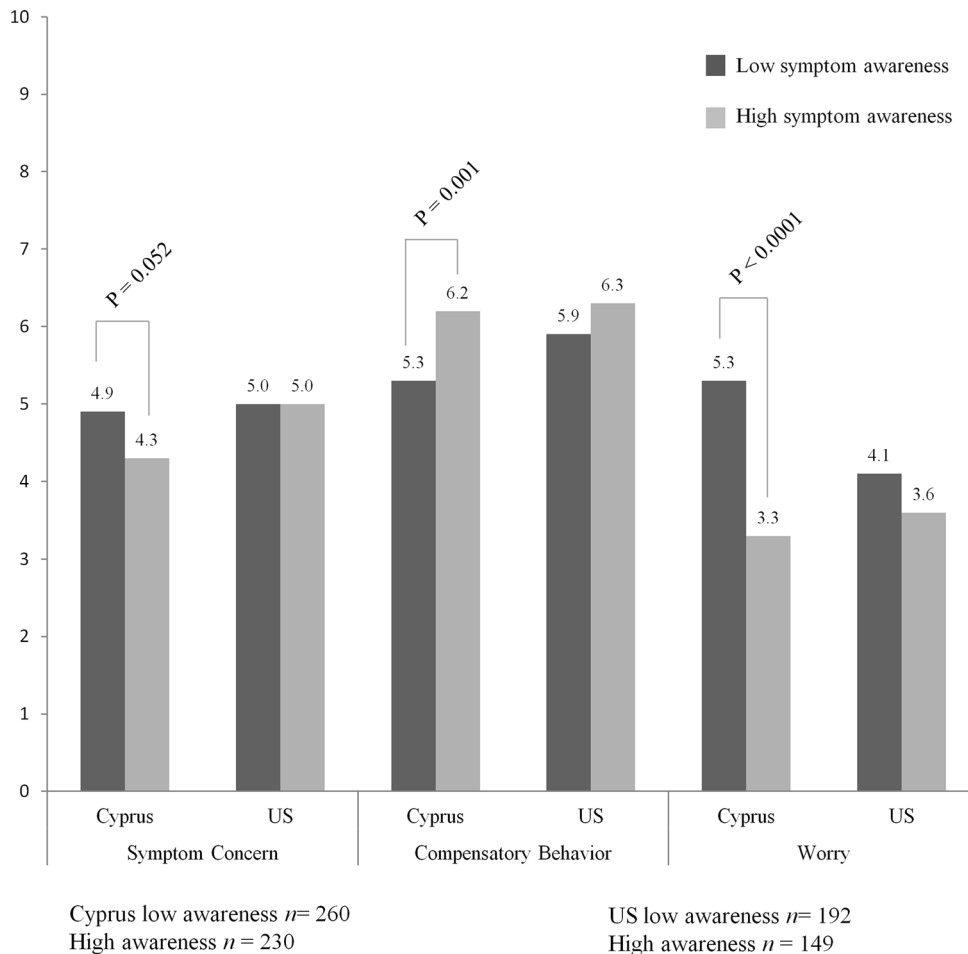 10
9
8
7
6
5
4
3
2
1
0
Low symptom awareness
High symptom awareness
P = 0.052
P = 0.001
P < 0.0001
4.9
4.3
5.0
5.0
5.3
6.2
5.9
6.3
5.3
3.3
4.1
3.6
Cyprus US Cyprus US Cyprus US
Symptom Concern Compensatory Behavior Worry
Cyprus low awareness n= 260
High awareness n = 230
US low awareness n= 192
High awareness n = 149